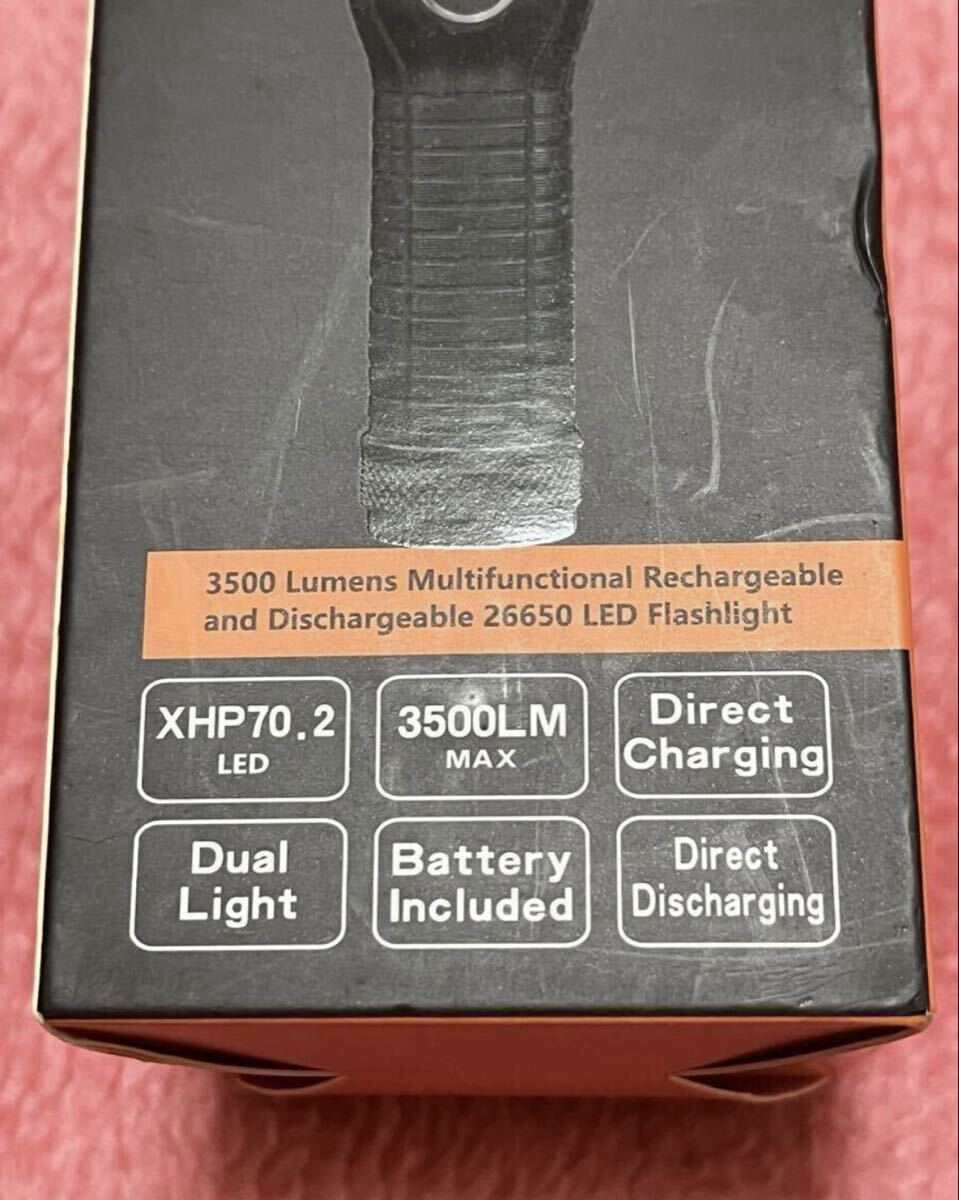 3500 Lumens Multifunctional Rechargeable
and Dischargeable 26650 LED Flashlight
XHP70.2
LED
3500LM
MAX
Direct
Charging
Dual
Light
Battery
Included
Direct
Discharging